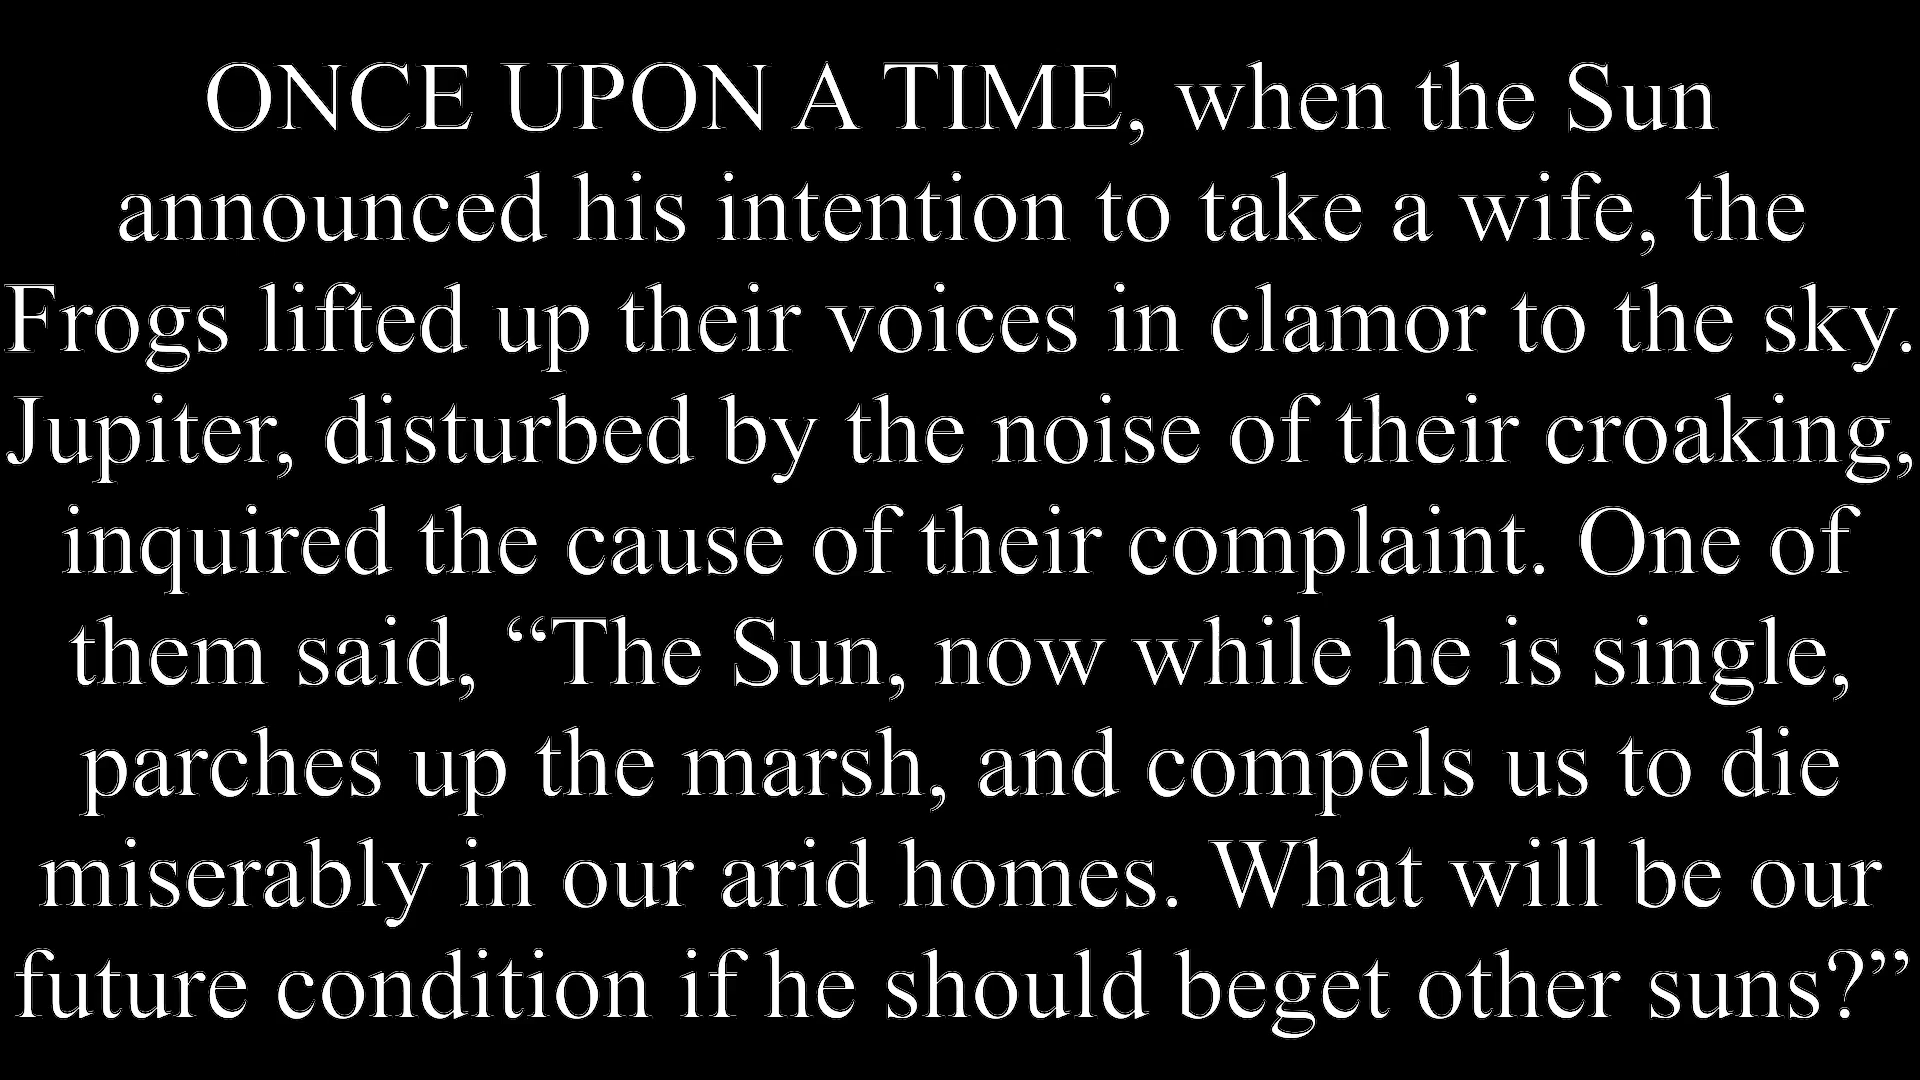 ONCE UPON A TIME, when the Sun
announced his intention to take a wife, the
Frogs lifted up their voices in clamor to the sky.
Jupiter, disturbed by the noise of their croaking,
inquired the cause of their complaint. One of
them said, “The Sun, now while he is single,
parches up the marsh, and compels us to die
miserably in our arid homes. What will be our
future condition if he should beget other suns?”